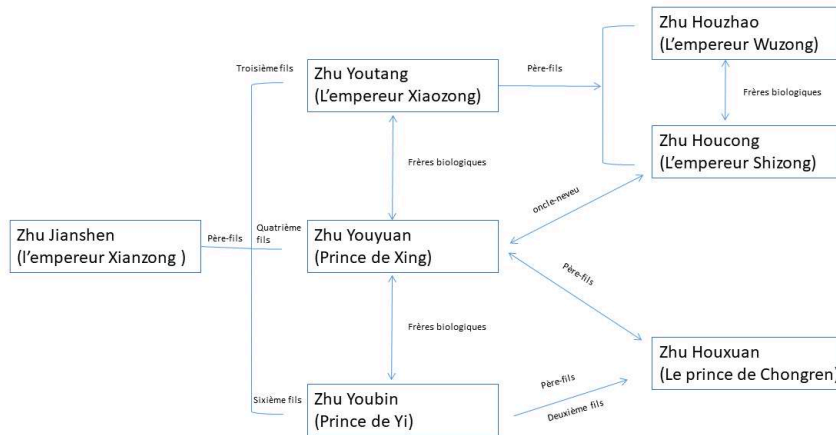 Zhu Houzhao
(L'empereur Wuzong)
Troisième fils
Zhu Youtang
(L'empereur Xiaozong)
Père-fils
Frères biologiques
Zhu Houcong
(L'empereur Shizong)
Frères biologiques
oncle-neveu
Zhu Jianshen
(l'empereur Xianzong )
Père-fils
Quatrième
fils
Zhu Youyuan
(Prince de Xing)
Père-fils
Frères biologiques
Zhu Houxuan
(Le prince de Chongren)
Père-fils
Deuxième fils
Sixième fils
Zhu Youbin
(Prince de Yi)